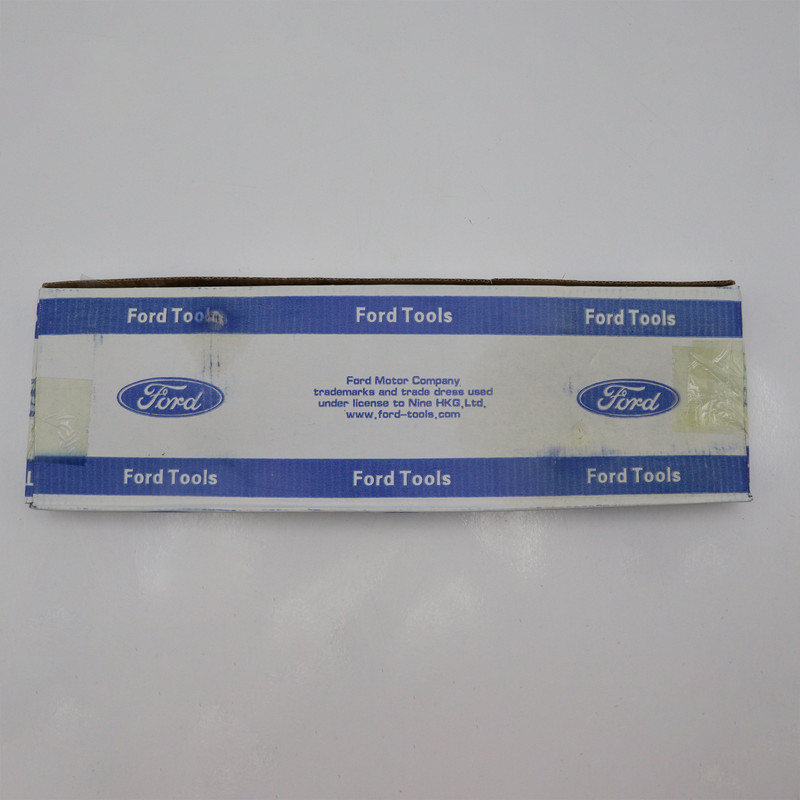 Ford Tools Ford Tools Ford Tools
Ford Motor Company
trademarks and trade dress used
under license to Nine HKG,Ltd.
www.ford-tools.com
Ford Ford
T Ford Tools Ford Tools Ford Tools